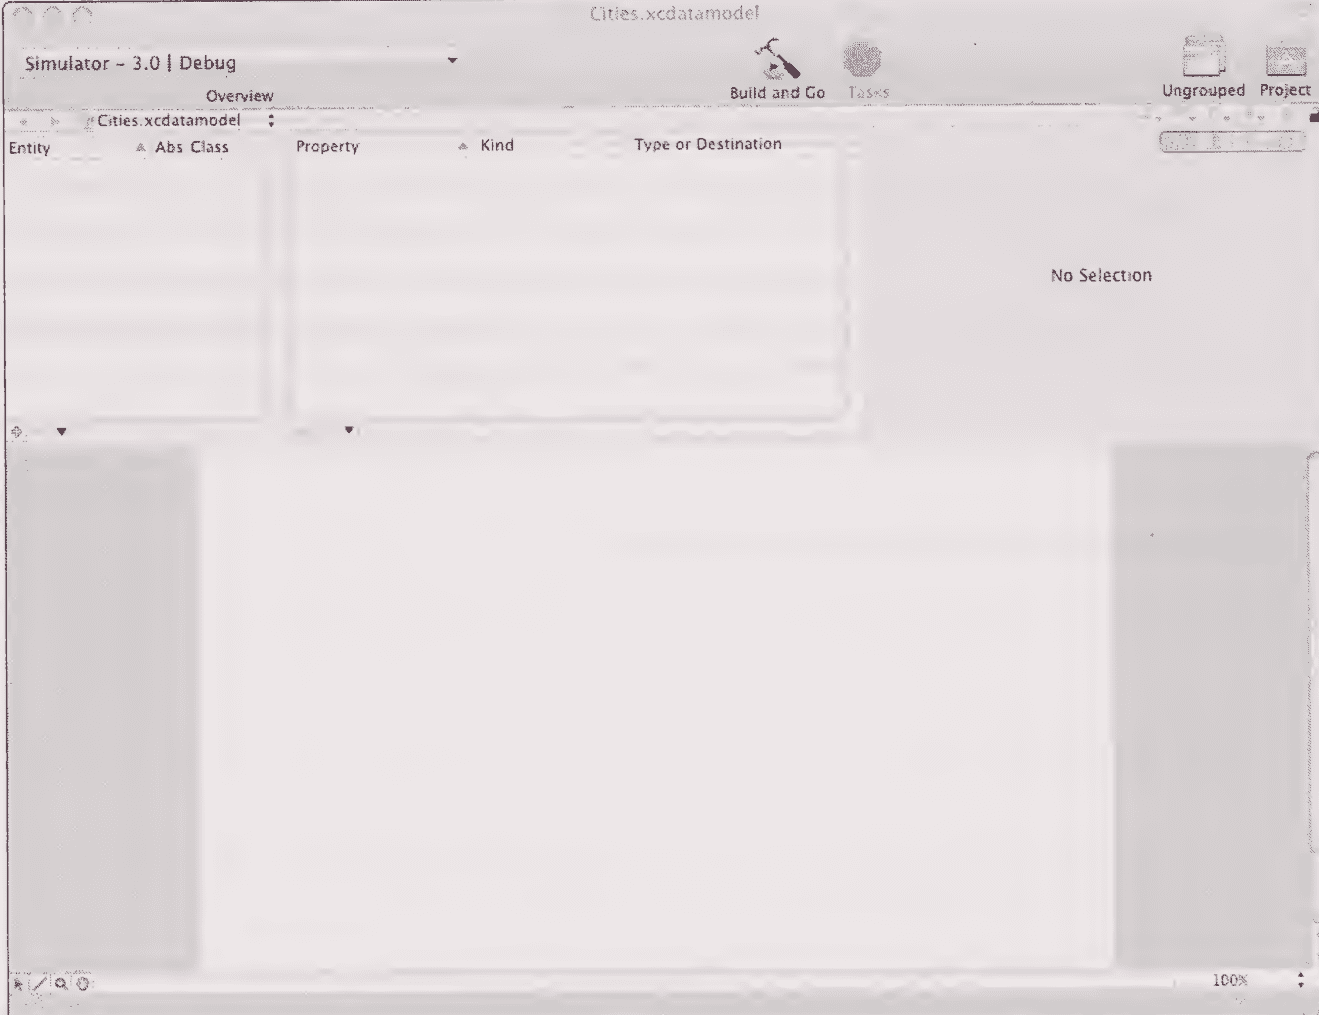 Cities.xcdatamodel
Simulator - 3.0 | Debug
Overview
Build and Go
Tasks
Ungrouped
Project
Cities.xcdatamodel
Entity
Abs Class
Property
Kind
Type or Destination
No Selection
100%